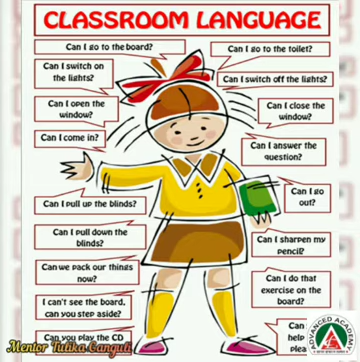 CLASSROOM LANGUAGE
Can I go to the board?
Can I go to the toilet?
Can I switch on
the lights?
Can I switch off the lights?
Can I open the
window?
Can I close the
window?
Can I come in?
Can I answer the
question?
Can I go
out?
Can I pull up the blinds?
Can I pull down the
blinds?
Can I sharpen my
pencil?
Can we pack our things
now?
Can I do that
exercise on the
board?
I can't see the board,
can you step aside?
Can you play the CD
Can
help
plea
Mentor Tulika Ganguli
ADVANCED ACADE